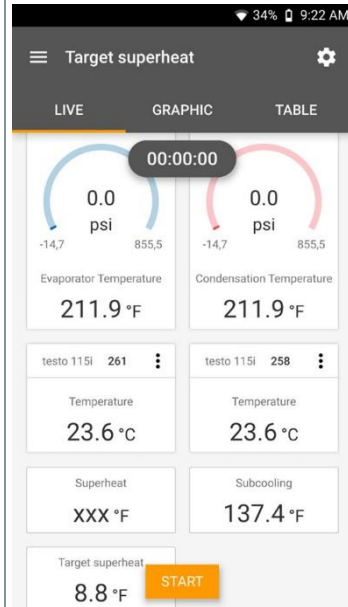 34% 9:22 AM
Target superheat
LIVE GRAPHIC TABLE
00:00:00
0.0 0.0
psi psi
-14,7 855,5 -14,7 855,5
Evaporator Temperature Condensation Temperature
211.9 °F 211.9 °F
testo 115i 261 testo 115i 258
Temperature Temperature
23.6 °C 23.6 °C
Superheat Subcooling
xxx °F 137.4 °F
Target superheat
8.8 °F START